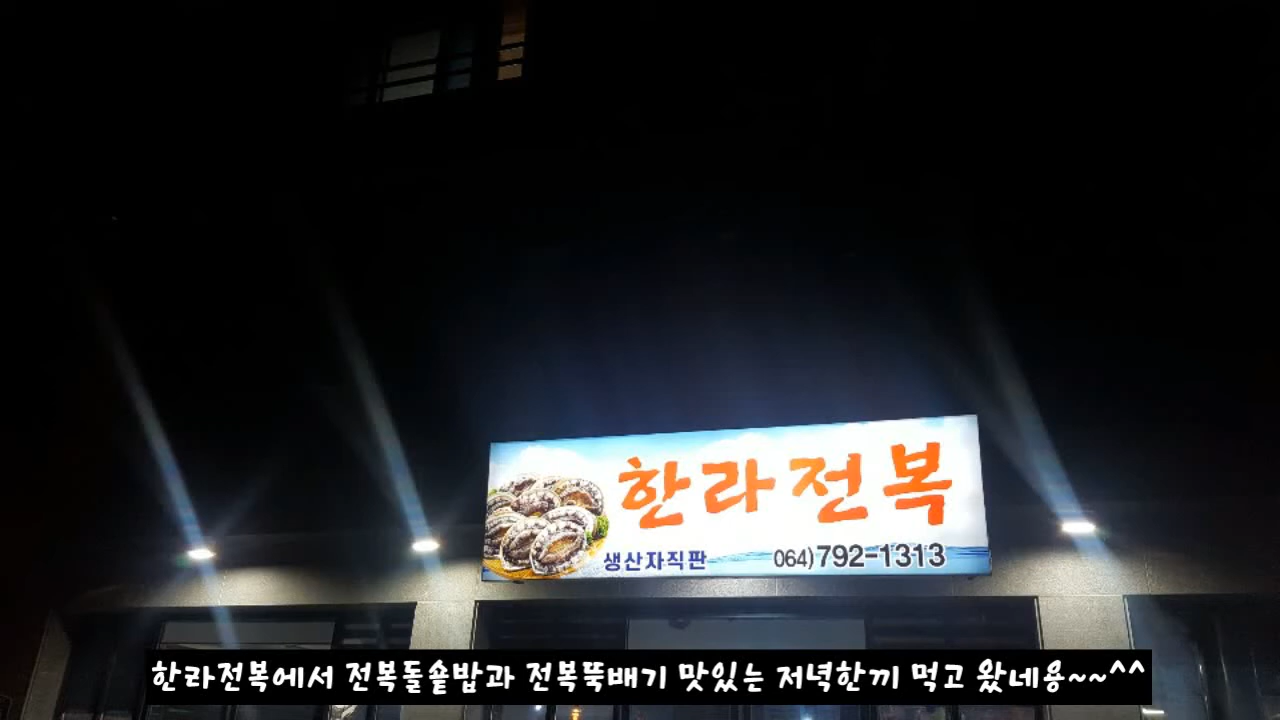 한라전복
생산자직판 064)792-1313
한라전복에서 전복돌솥밥과 전복뚝배기 맛있는 저녁한끼 먹고 왔네용~~^^